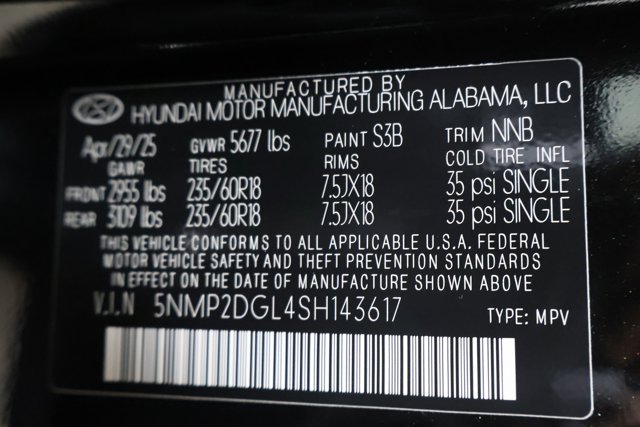 MANUFACTURED BY
HYUNDAI MOTOR MANUFACTURING ALABAMA, LLC
Apr/29/25 GVWR 5677 lbs PAINT S3B TRIM NNB
GAWR TIRES RIMS COLD TIRE INFL
FRONT 2955 lbs 235/60R18 7.5JX18 35 psi SINGLE
REAR 3109 lbs 235/60R18 7.5JX18 35 psi SINGLE
THIS VEHICLE CONFORMS TO ALL APPLICABLE U.S.A. FEDERAL
MOTOR VEHICLE SAFETY AND THEFT PREVENTION STANDARDS
IN EFFECT ON THE DATE OF MANUFACTURE SHOWN ABOVE
V.I.N 5NMP2DGL4SH143617 TYPE: MPV